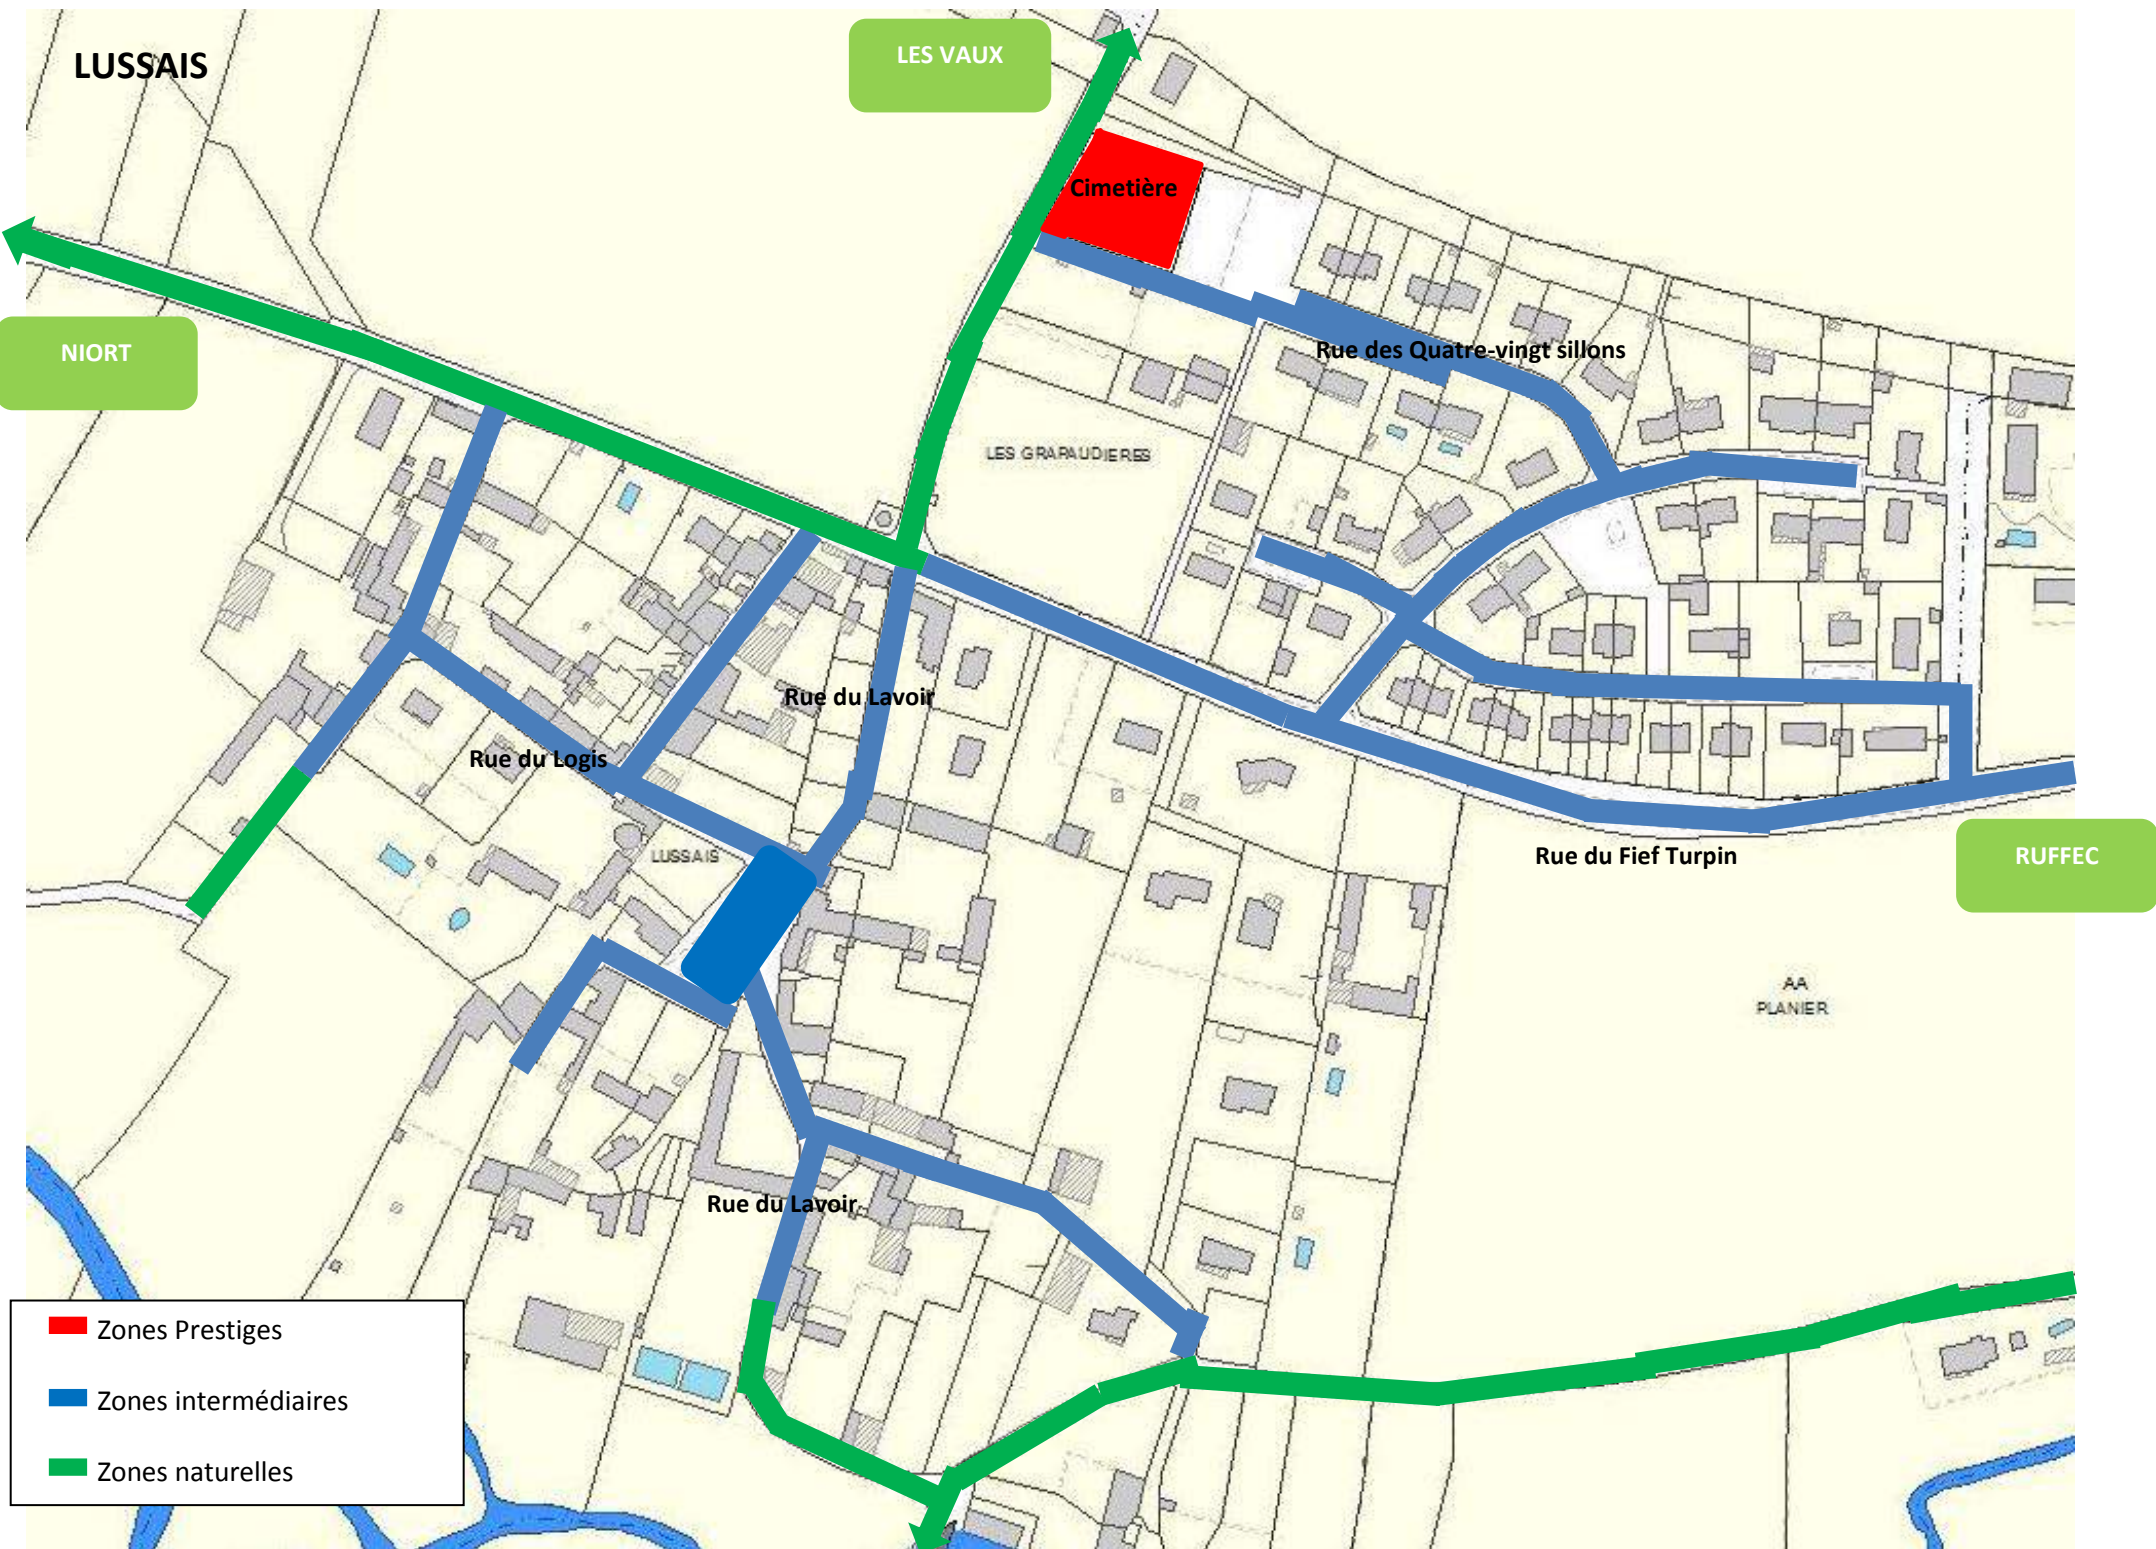 LUSSAIS
LES VAUX
Cimetière
NIORT
Rue des Quatre-vingt sillons
LES GRAPAUDIERES
Rue du Lavoir
Rue du Logis
LUSSAIS
Rue du Fief Turpin
RUFFEC
AA
PLANIER
Rue du Lavoir
Zones Prestiges
Zones intermédiaires
Zones naturelles